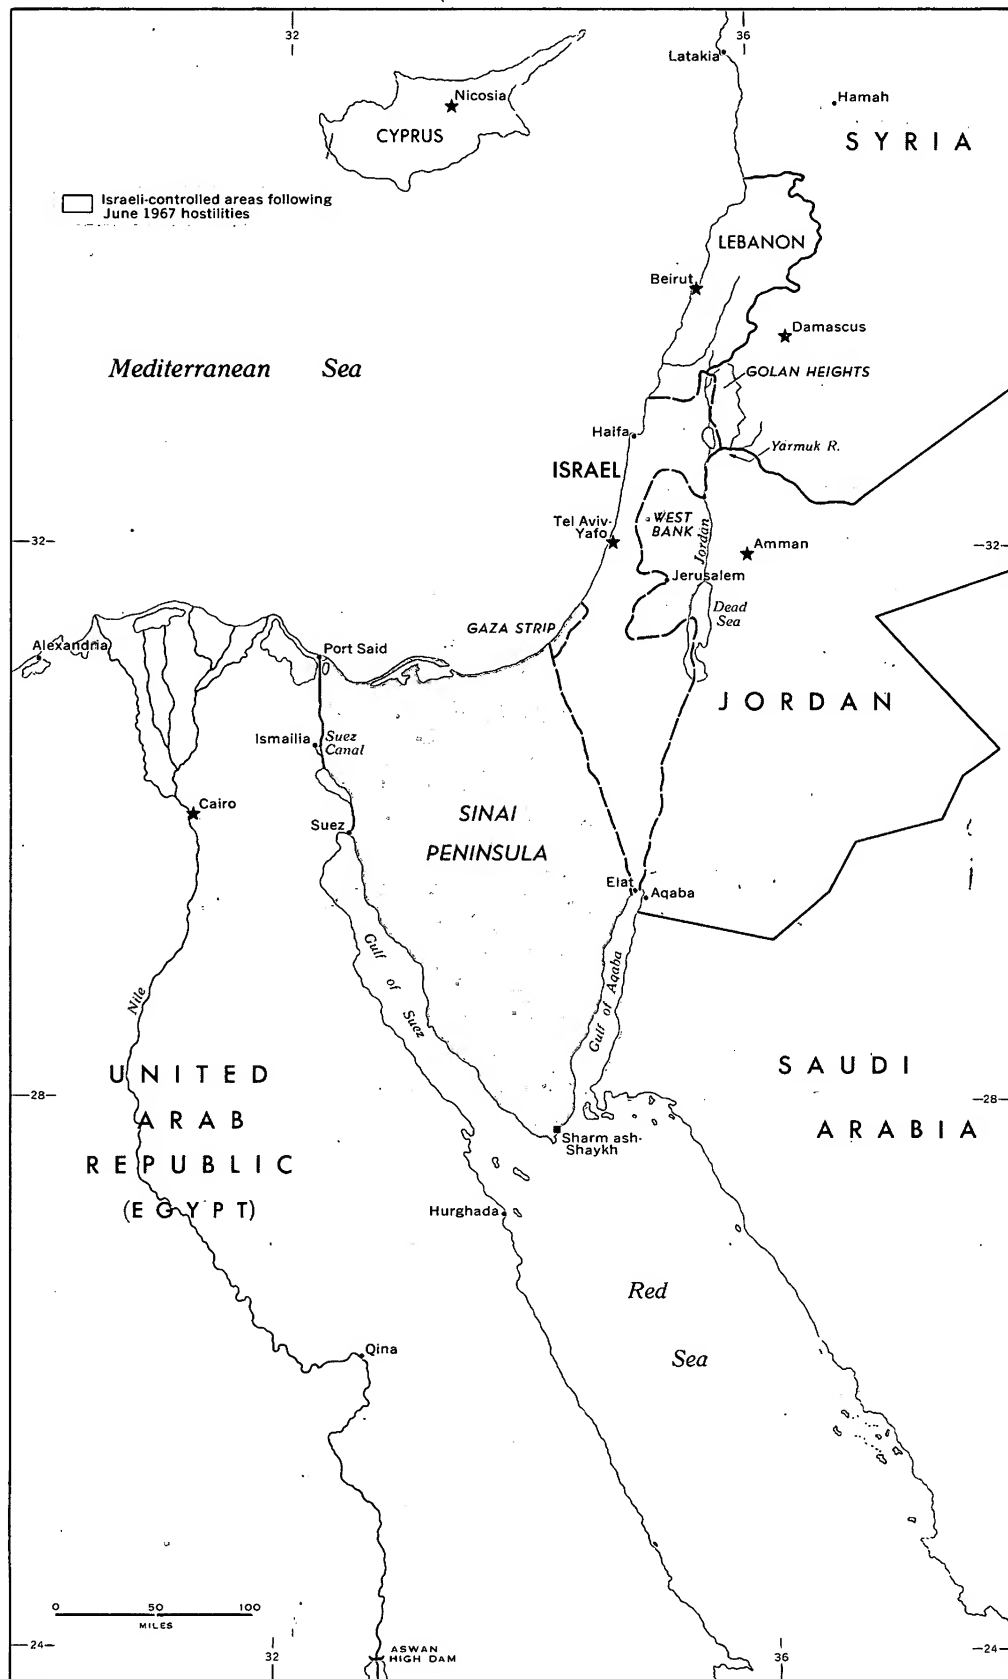 32
36
Latakia
Hamah
Nicosia
CYPRUS
SYRIA
Israeli-controlled areas following
June 1967 hostilities
LEBANON
Beirut
Damascus
Mediterranean Sea
GOLAN HEIGHTS
Haifa
Yarmuk R.
ISRAEL
WEST
BANK
Tel Aviv-
Yafo
Jordan
Amman
32
32
Jerusalem
Dead
Sea
GAZA STRIP
Alexandria
Port Said
JORDAN
Ismailia
Suez
Canal
Cairo
SINAI
PENINSULA
Suez
Elat
Aqaba
Gulf of Suez
Gulf of Aqaba
Nile
UNITED
ARAB
REPUBLIC
(EGYPT)
SAUDI
ARABIA
28
28
Sharm ash-
Shaykh
Hurghada
Red
Sea
Qina
0 50 100
MILES
24
24
32
ASWAN
HIGH DAM
36